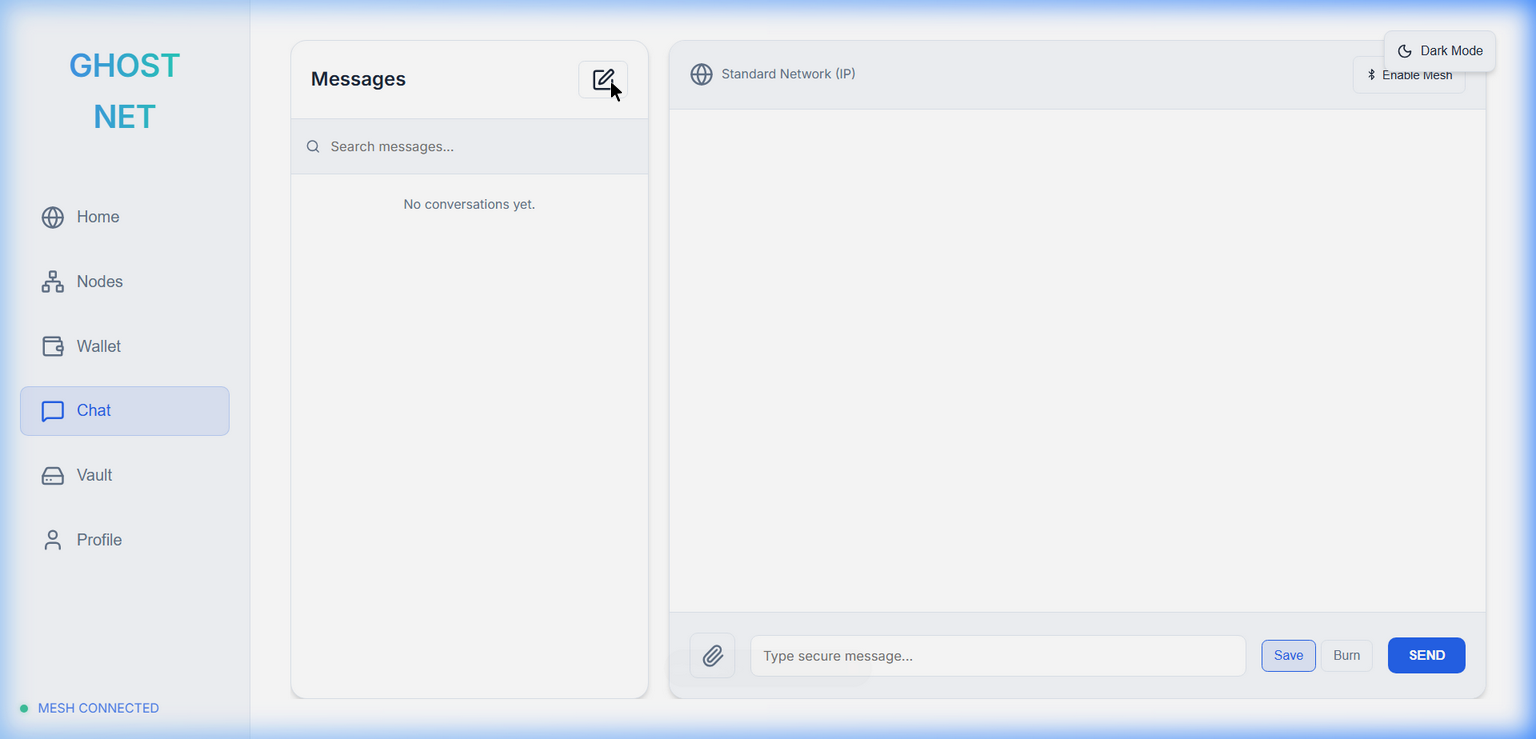 GHOST
NET
Home
Nodes
Wallet
Chat
Vault
Profile
MESH CONNECTED
Messages
Search messages...
No conversations yet.
Standard Network (IP)
Dark Mode
Enable Mesh
Type secure message...
Save
Burn
SEND